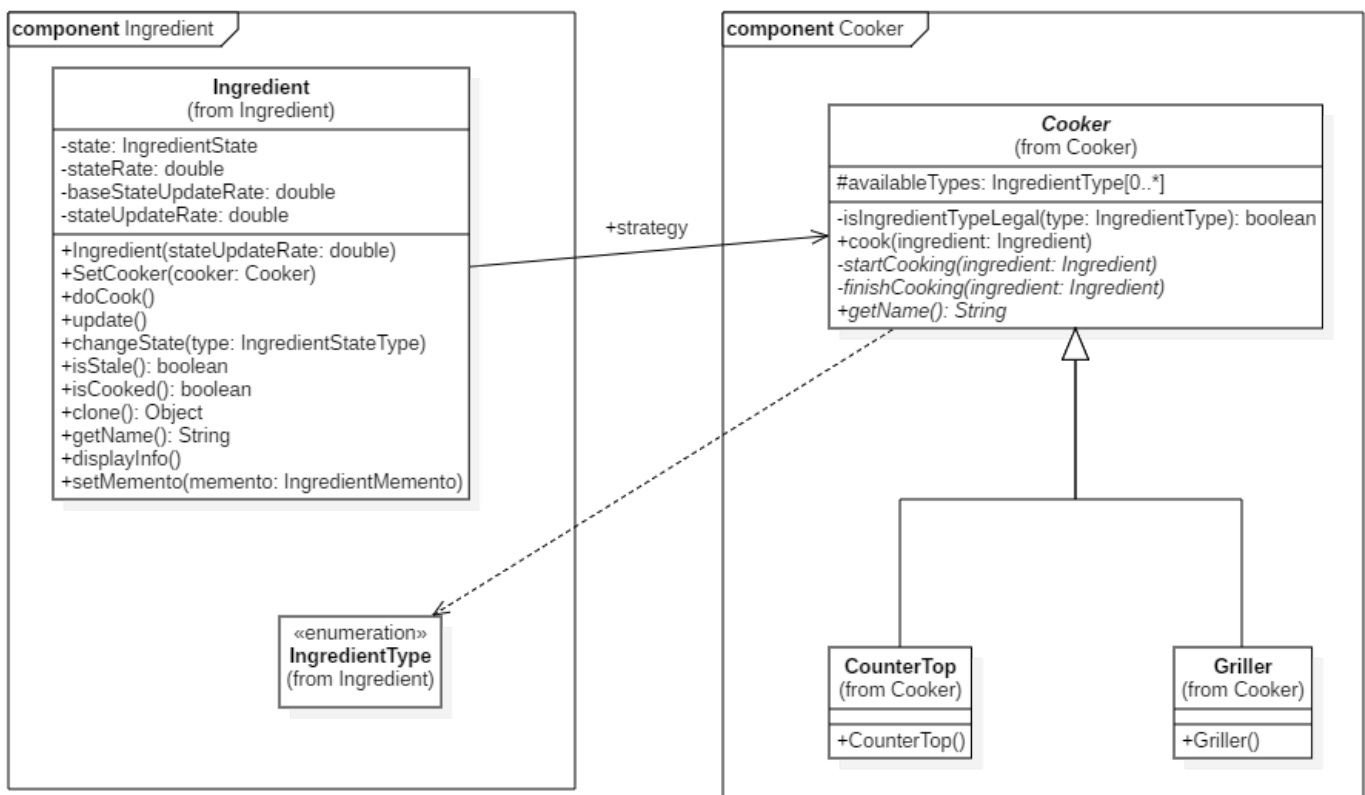 component Ingredient
Ingredient
(from Ingredient)
-state: IngredientState
-stateRate: double
-baseStateUpdateRate: double
-stateUpdateRate: double
+Ingredient(stateUpdateRate: double)
+SetCooker(cooker: Cooker)
+doCook()
+update()
+changeState(type: IngredientStateType)
+isStale(): boolean
+isCooked(): boolean
+clone(): Object
+getName(): String
+displayInfo()
+setMemento(memento: IngredientMemento)
«enumeration»
IngredientType
(from Ingredient)
+strategy
component Cooker
Cooker
(from Cooker)
#availableTypes: IngredientType[0..*]
-isIngredientTypeLegal(type: IngredientType): boolean
+cook(ingredient: Ingredient)
-startCooking(ingredient: Ingredient)
-finishCooking(ingredient: Ingredient)
+getName(): String
CounterTop
(from Cooker)
+CounterTop()
Griller
(from Cooker)
+Griller()